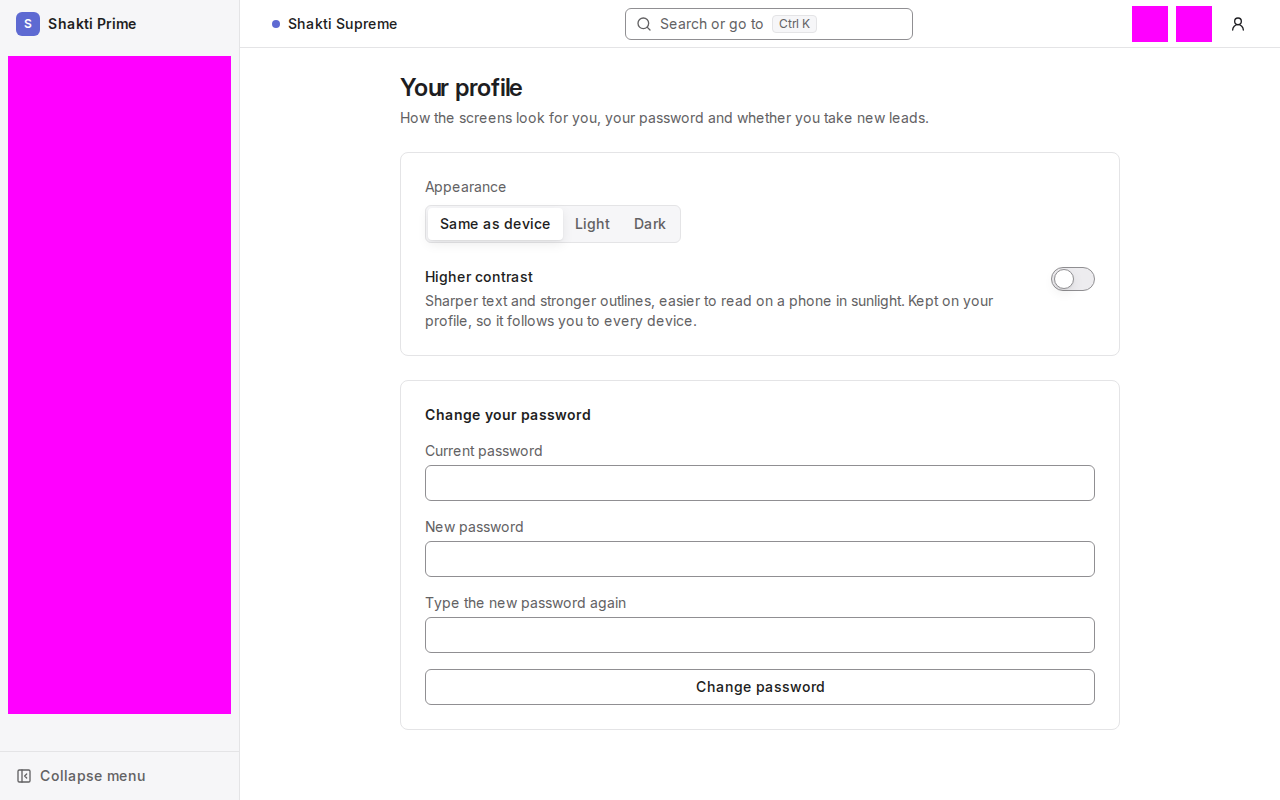 S Shakti Prime
Shakti Supreme
Search or go to Ctrl K
Your profile
How the screens look for you, your password and whether you take new leads.
Appearance
Same as device Light Dark
Higher contrast
Sharper text and stronger outlines, easier to read on a phone in sunlight. Kept on your
profile, so it follows you to every device.
Change your password
Current password
New password
Type the new password again
Change password
Collapse menu